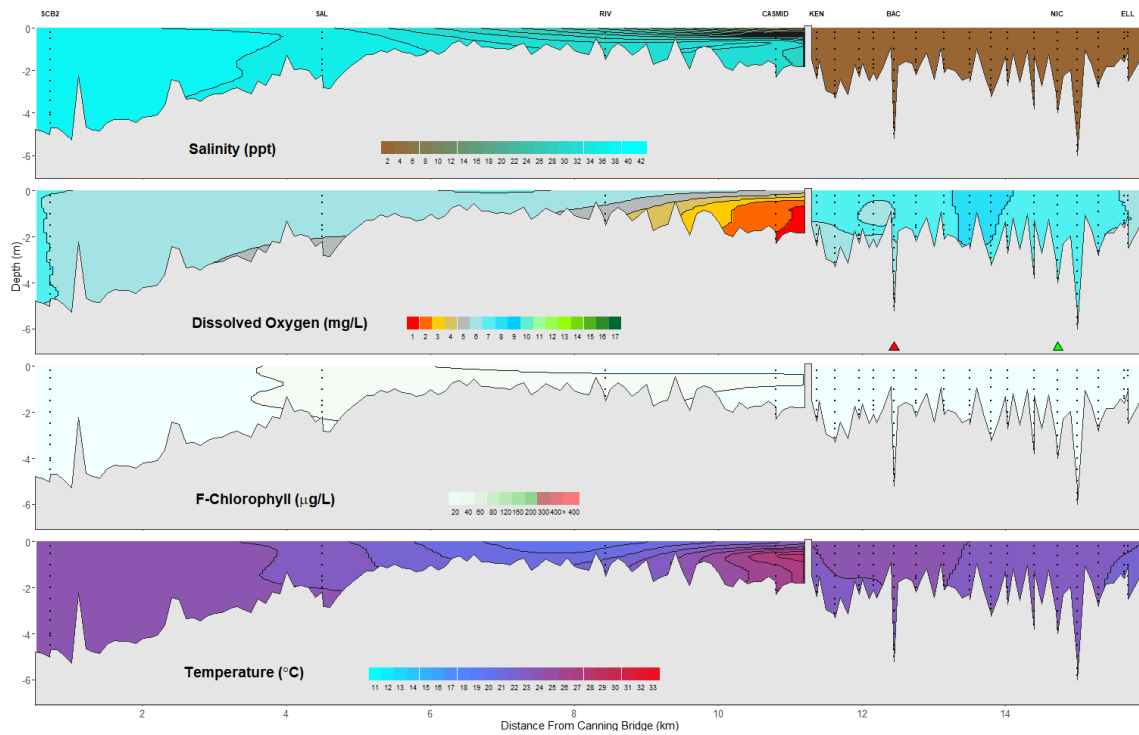 SCB2 SAL RIV CASMID KEN BAC NIC ELL
0
-2
-4
-6
Salinity (ppt)
2 4 6 8 10 12 14 16 18 20 22 24 26 28 30 32 34 36 38 40 42
0
-2
-4
-6
Depth (m)
Dissolved Oxygen (mg/L)
1 2 3 4 5 6 7 8 9 10 11 12 13 14 15 16 17
0
-2
-4
-6
F-Chlorophyll (μg/L)
20 40 60 80 120 160 200 300 400 > 400
0
-2
-4
-6
Temperature (°C)
11 12 13 14 15 16 17 18 19 20 21 22 23 24 25 26 27 28 29 30 31 32 33
2 4 6 8 10 12 14
Distance From Canning Bridge (km)